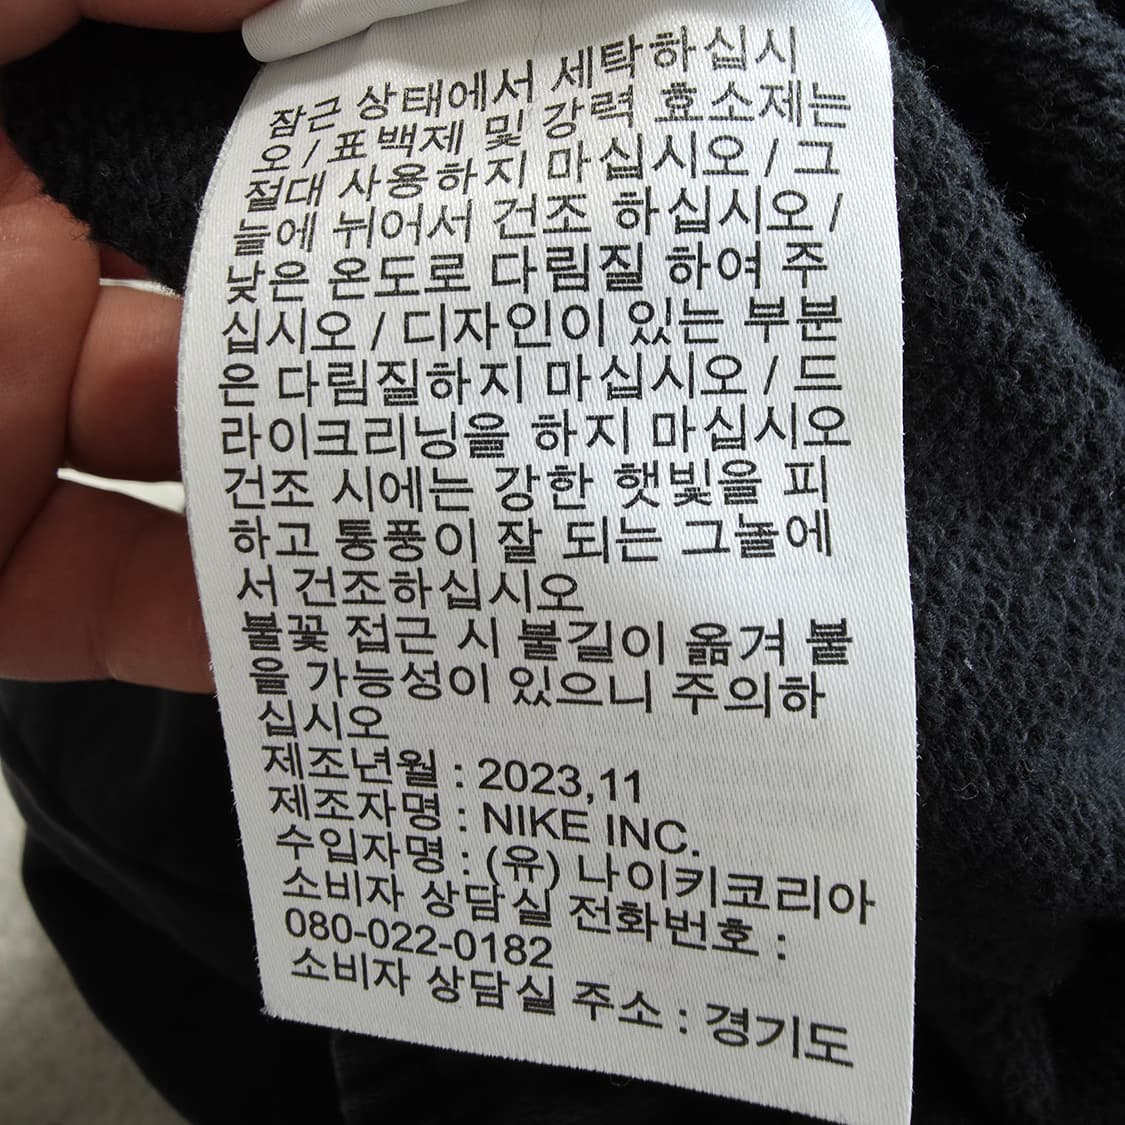 잠근 상태에서 세탁하십시
오 / 표백제 및 강력 효소제는
절대 사용하지 마십시오 / 그
늘에 뉘어서 건조 하십시오 /
낮은 온도로 다림질 하여 주
십시오 / 디자인이 있는 부분
은 다림질하지 마십시오 / 드
라이크리닝을 하지 마십시오
건조 시에는 강한 햇빛을 피
하고 통풍이 잘 되는 그눌에
서 건조하십시오
불꽃 접근 시 불길이 옮겨 붙
을 가능성이 있으니 주의하
십시오
제조년월 : 2023,11
제조자명 : NIKE INC.
수입자명 : (유) 나이키코리아
소비자 상담실 전화번호 :
080-022-0182
소비자 상담실 주소 : 경기도